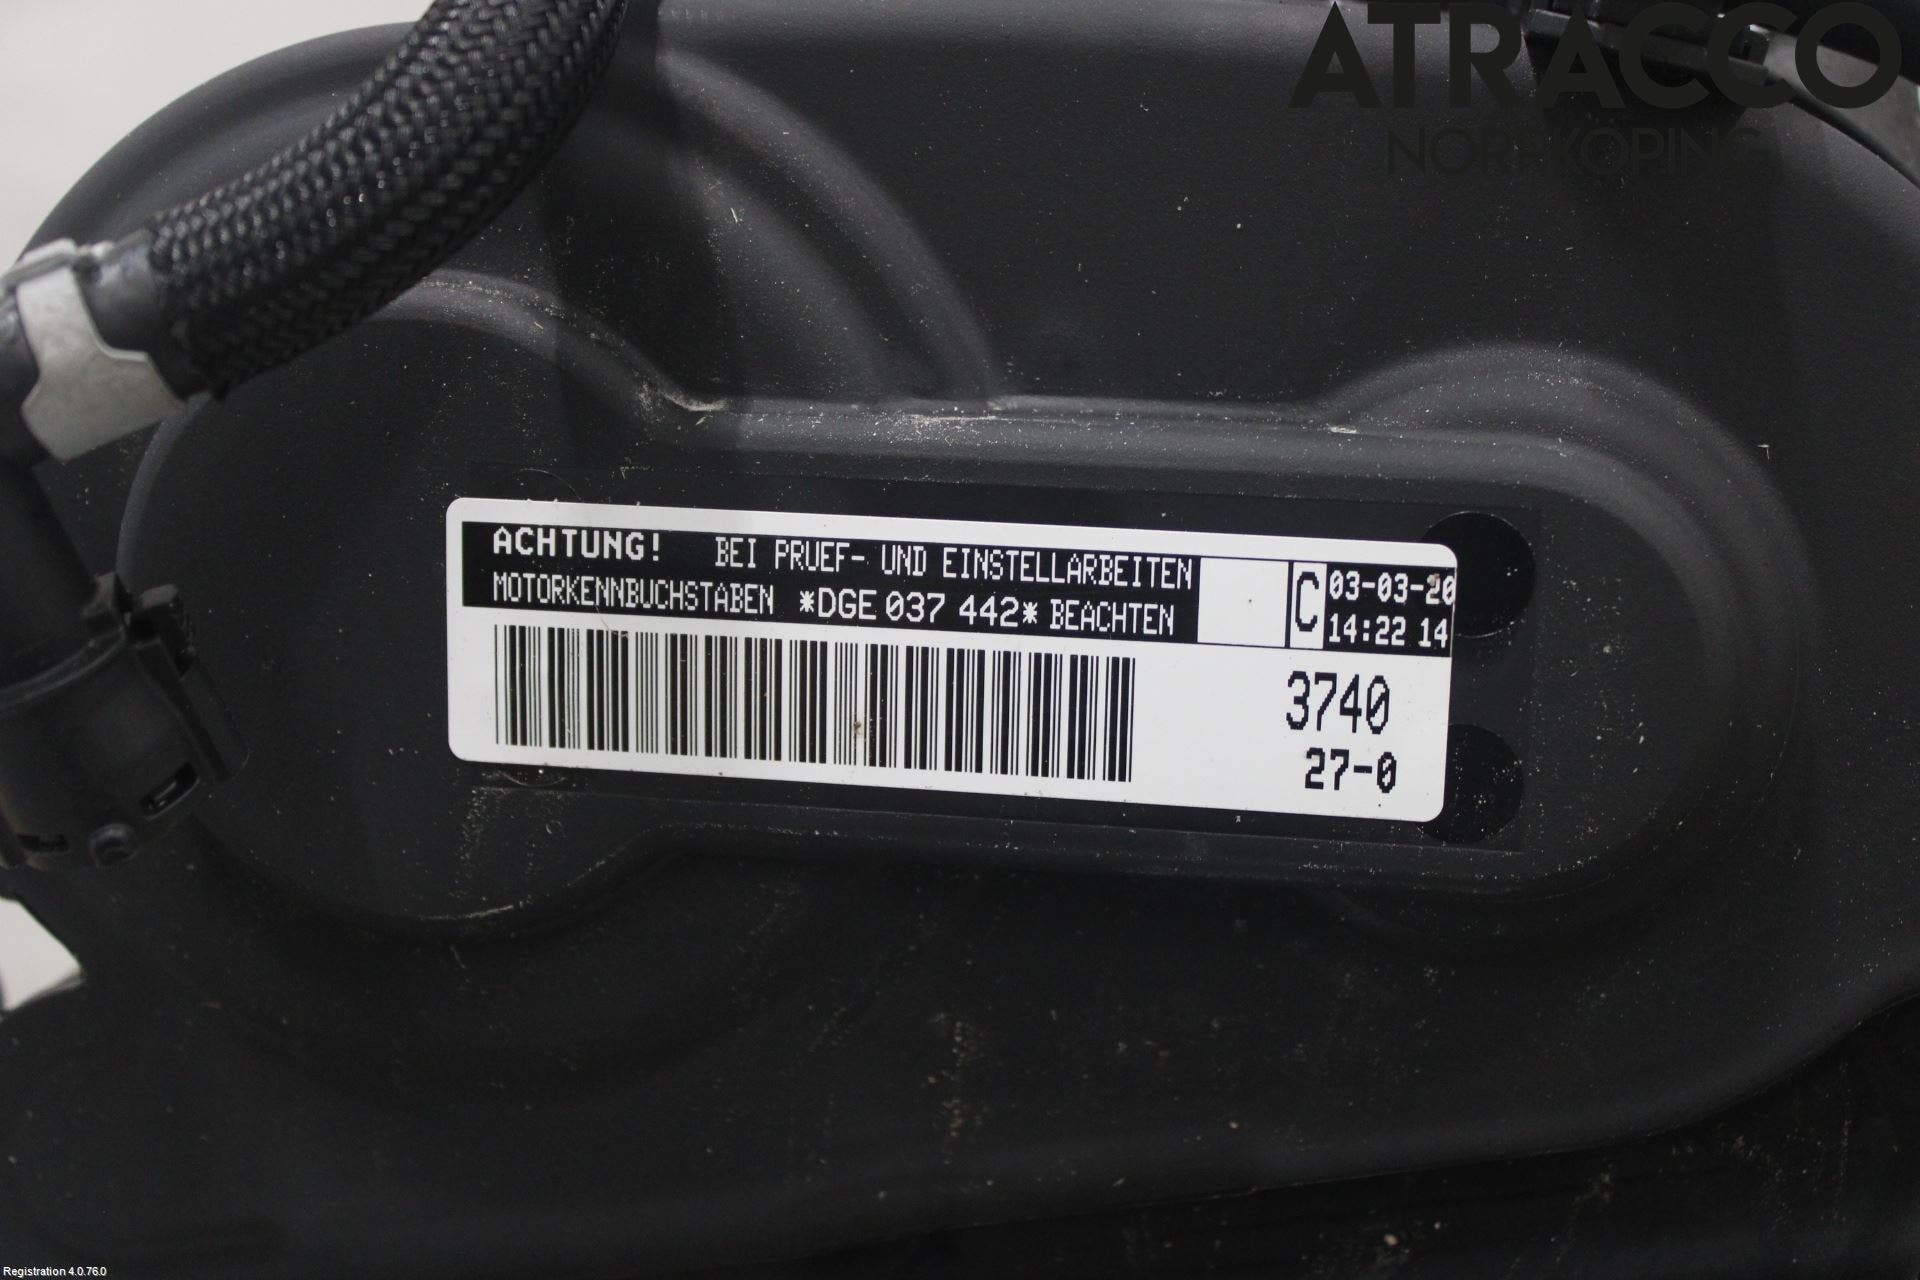 ATRACCO
NORRKÖPING
ACHTUNG! BEI PRUEF- UND EINSTELLARBEITEN
MOTORKENNBUCHSTABEN *DGE 037 442* BEACHTEN
C
03-03-20
14:22 14
3740
27-0
Registration 4.0.76.0